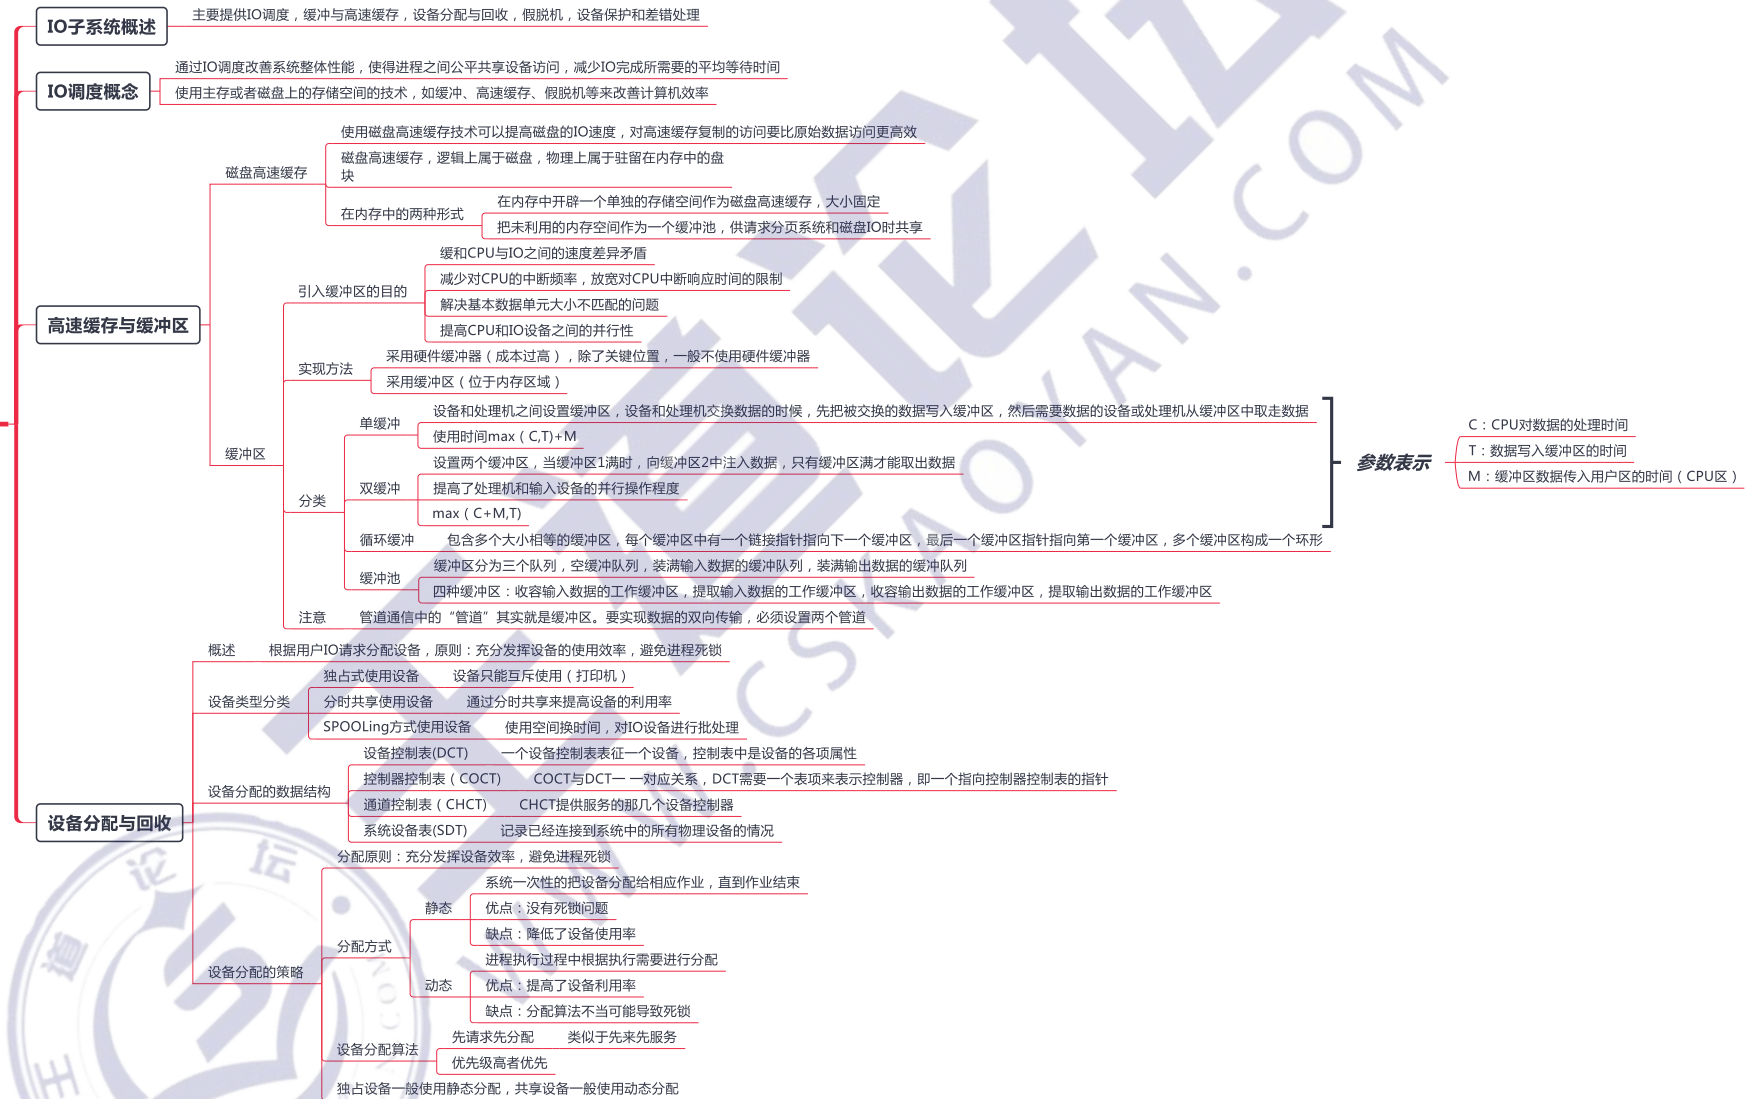 IO子系统概述
主要提供IO调度，缓冲与高速缓存，设备分配与回收，假脱机，设备保护和差错处理
IO调度概念
通过IO调度改善系统整体性能，使得进程之间公平共享设备访问，减少IO完成所需要的平均等待时间
使用主存或者磁盘上的存储空间的技术，如缓冲、高速缓存、假脱机等来改善计算机效率
高速缓存与缓冲区
磁盘高速缓存
使用磁盘高速缓存技术可以提高磁盘的IO速度，对高速缓存复制的访问要比原始数据访问更高效
磁盘高速缓存，逻辑上属于磁盘，物理上属于驻留在内存中的盘
块
在内存中的两种形式
在内存中开辟一个单独的存储空间作为磁盘高速缓存，大小固定
把未利用的内存空间作为一个缓冲池，供请求分页系统和磁盘IO时共享
缓冲区
引入缓冲区的目的
缓和CPU与IO之间的速度差异矛盾
减少对CPU的中断频率，放宽对CPU中断响应时间的限制
解决基本数据单元大小不匹配的问题
提高CPU和IO设备之间的并行性
实现方法
采用硬件缓冲器（成本过高），除了关键位置，一般不使用硬件缓冲器
采用缓冲区（位于内存区域）
分类
单缓冲
设备和处理机之间设置缓冲区，设备和处理机交换数据的时候，先把被交换的数据写入缓冲区，然后需要数据的设备或处理机从缓冲区中取走数据
使用时间max（C,T)+M
双缓冲
设置两个缓冲区，当缓冲区1满时，向缓冲区2中注入数据，只有缓冲区满才能取出数据
提高了处理机和输入设备的并行操作程度
max（C+M,T)
参数表示
C：CPU对数据的处理时间
T：数据写入缓冲区的时间
M：缓冲区数据传入用户区的时间（CPU区）
循环缓冲
包含多个大小相等的缓冲区，每个缓冲区中有一个链接指针指向下一个缓冲区，最后一个缓冲区指针指向第一个缓冲区，多个缓冲区构成一个环形
缓冲池
缓冲区分为三个队列，空缓冲队列，装满输入数据的缓冲队列，装满输出数据的缓冲队列
四种缓冲区：收容输入数据的工作缓冲区，提取输入数据的工作缓冲区，收容输出数据的工作缓冲区，提取输出数据的工作缓冲区
注意
管道通信中的“管道”其实就是缓冲区。要实现数据的双向传输，必须设置两个管道
设备分配与回收
概述
根据用户IO请求分配设备，原则：充分发挥设备的使用效率，避免进程死锁
设备类型分类
独占式使用设备
设备只能互斥使用（打印机）
分时共享使用设备
通过分时共享来提高设备的利用率
SPOOLing方式使用设备
使用空间换时间，对IO设备进行批处理
设备分配的数据结构
设备控制表(DCT)
一个设备控制表表征一个设备，控制表中是设备的各项属性
控制器控制表（COCT)
COCT与DCT一一对应关系，DCT需要一个表项来表示控制器，即一个指向控制器控制表的指针
通道控制表（CHCT)
CHCT提供服务的那几个设备控制器
系统设备表(SDT)
记录已经连接到系统中的所有物理设备的情况
设备分配的策略
分配原则：充分发挥设备效率，避免进程死锁
分配方式
静态
系统一次性的把设备分配给相应作业，直到作业结束
优点：没有死锁问题
缺点：降低了设备使用率
动态
进程执行过程中根据执行需要进行分配
优点：提高了设备利用率
缺点：分配算法不当可能导致死锁
设备分配算法
先请求先分配
类似于先来先服务
优先级高者优先
独占设备一般使用静态分配，共享设备一般使用动态分配
王道论坛
WWW.CSKAOYAN.COM
王道论坛